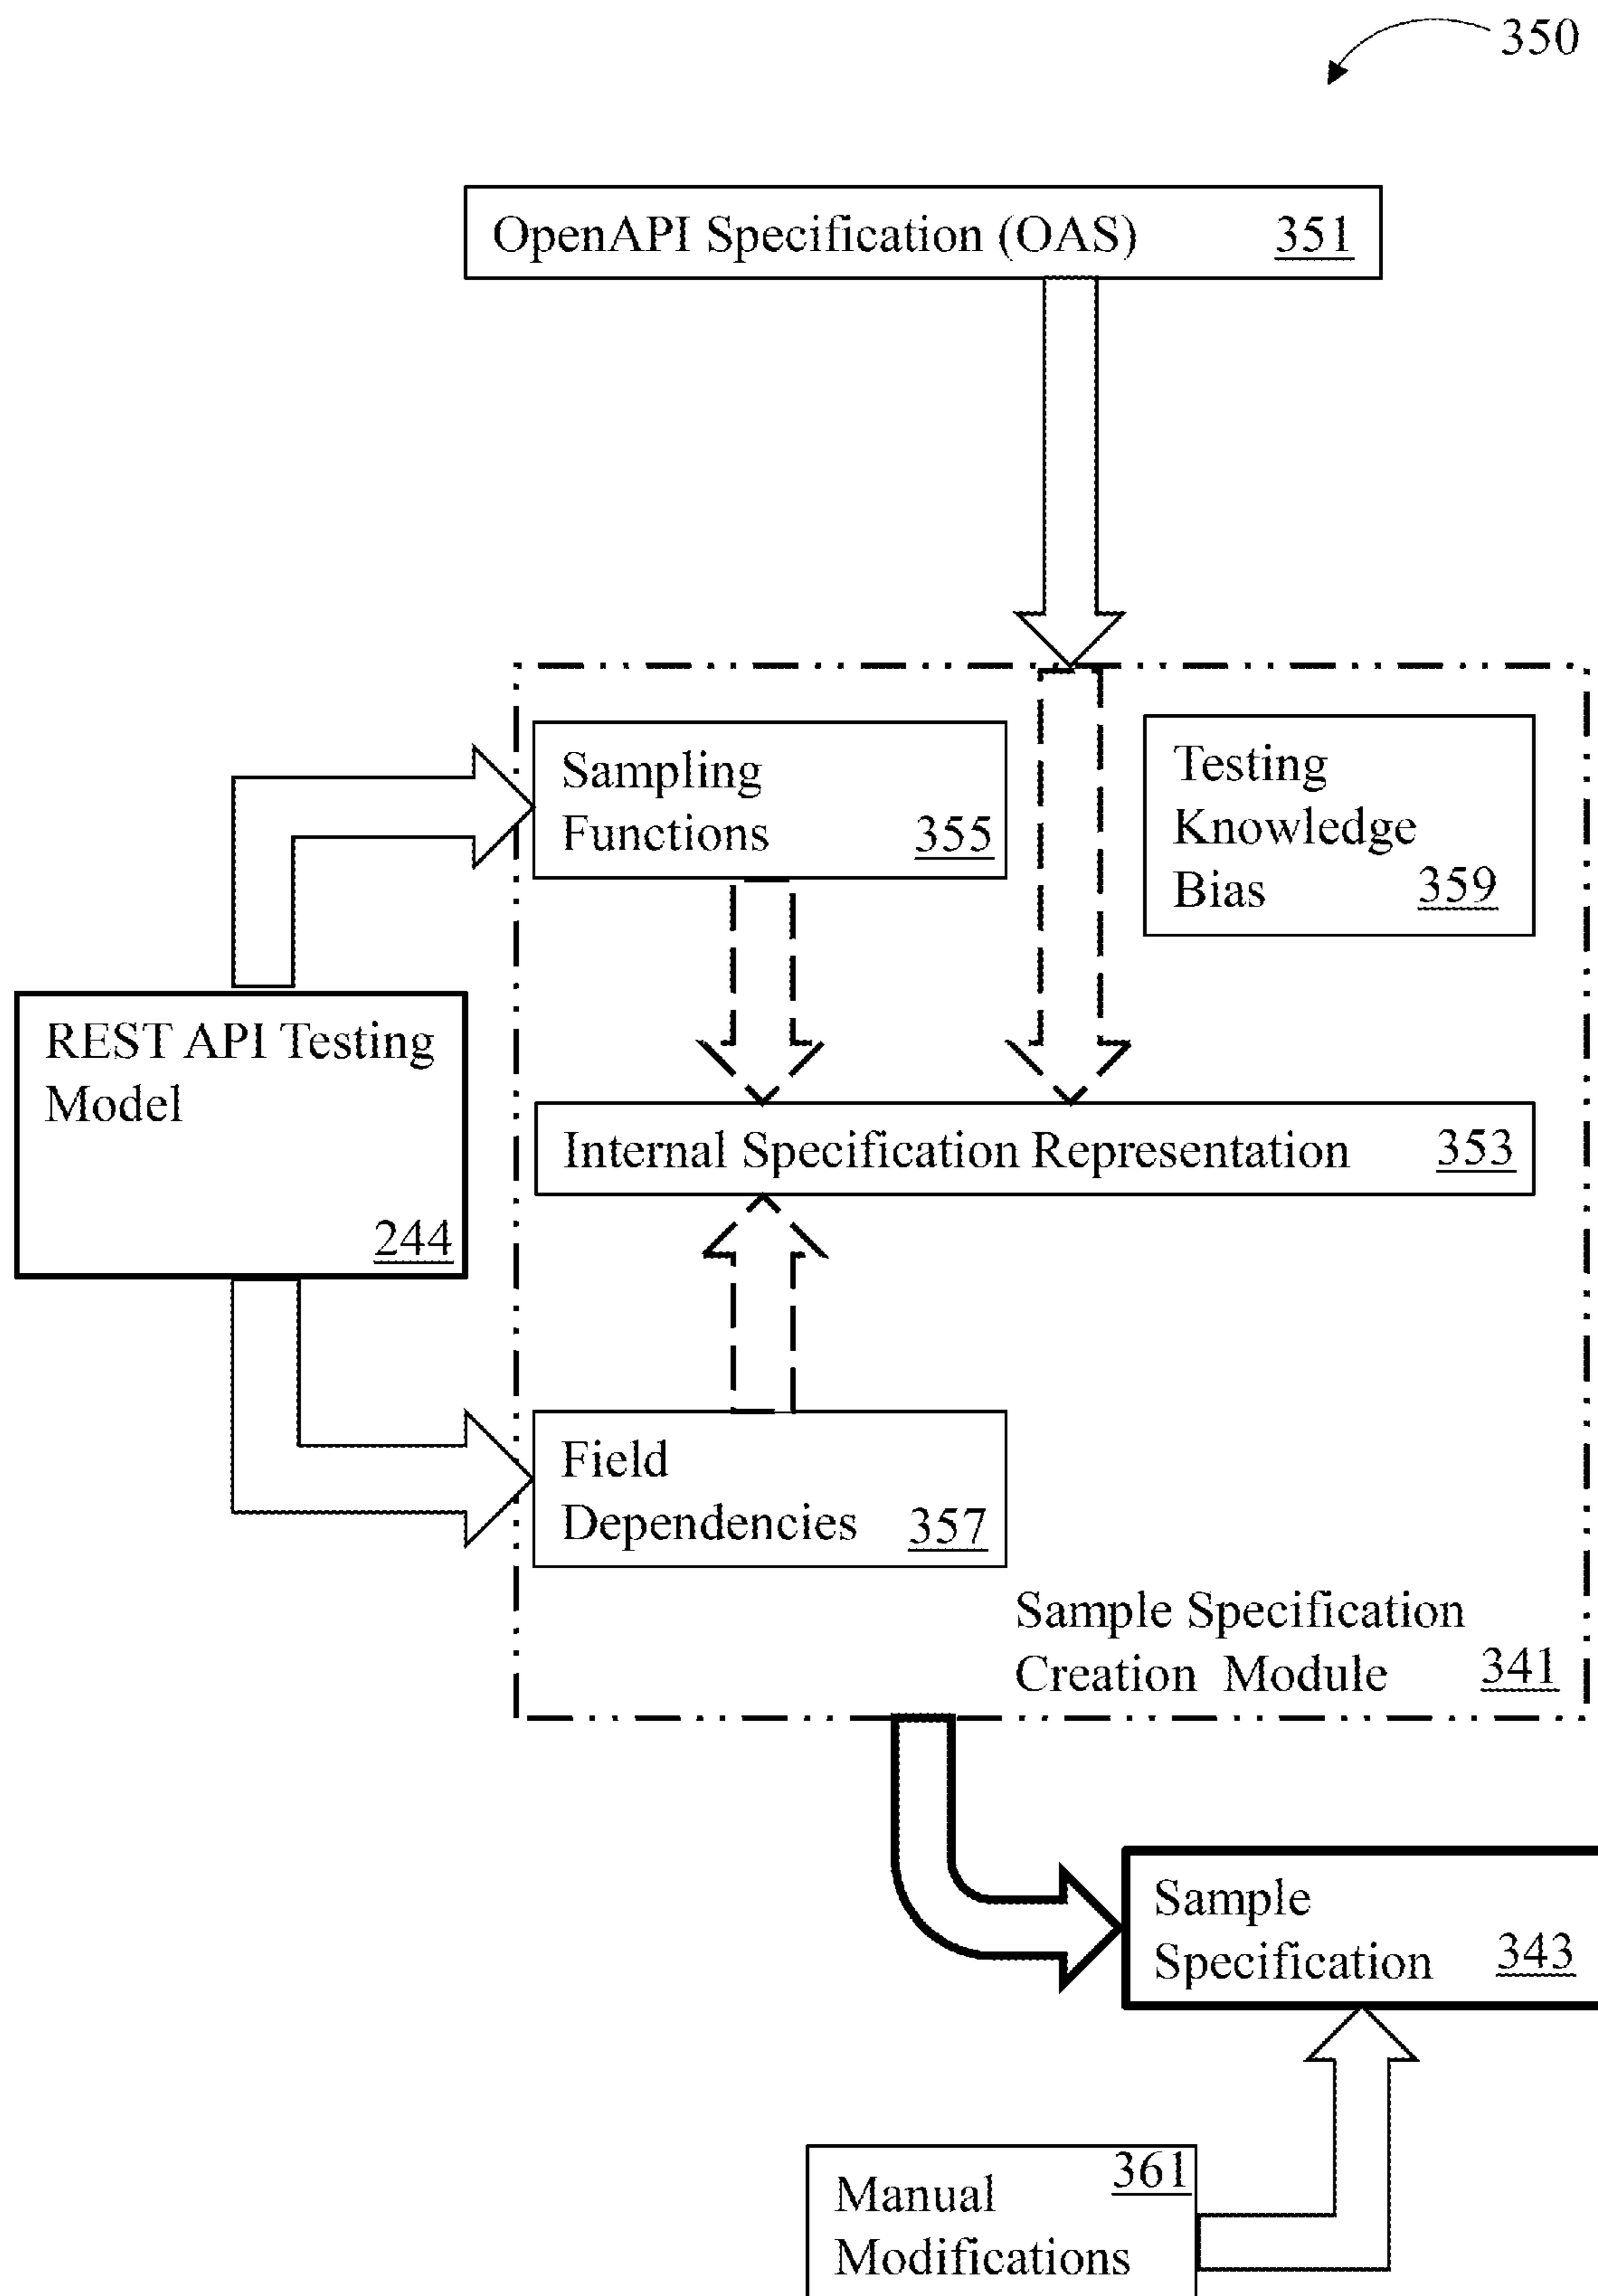 350
OpenAPI Specification (OAS) 351
Sampling
Functions 355
Testing
Knowledge
Bias 359
REST API Testing
Model
244
Internal Specification Representation 353
Field
Dependencies 357
Sample Specification
Creation Module 341
Sample
Specification 343
361
Manual
Modifications